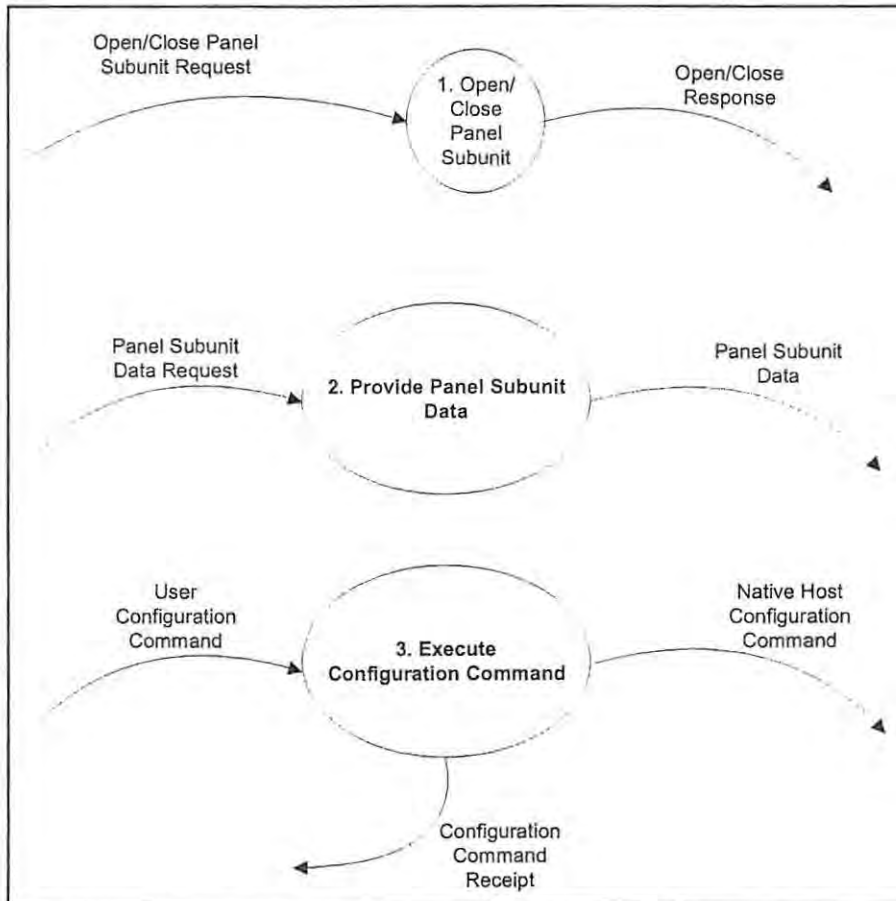 Open/Close Panel
Subunit Request
1. Open/
Close
Panel
Subunit
Open/Close
Response
Panel Subunit
Data Request
2. Provide Panel Subunit
Data
Panel Subunit
Data
User
Configuration
Command
3. Execute
Configuration Command
Native Host
Configuration
Command
Configuration
Command
Receipt